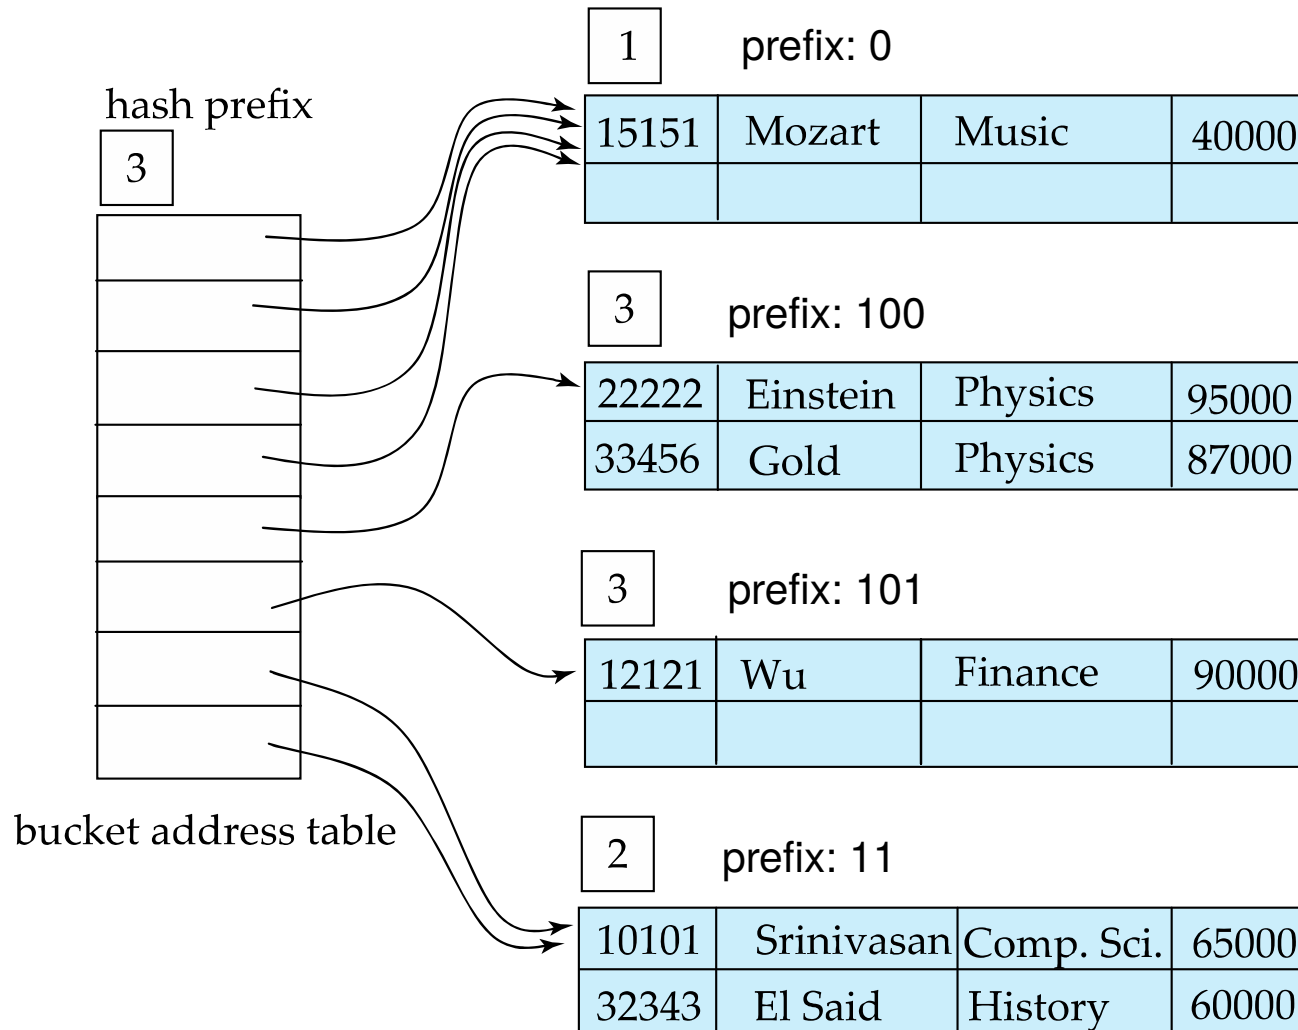 hash prefix
3
bucket address table
1 prefix: 0
15151 Mozart Music 40000
3 prefix: 100
22222 Einstein Physics 95000
33456 Gold Physics 87000
3 prefix: 101
12121 Wu Finance 90000
2 prefix: 11
10101 Srinivasan Comp. Sci. 65000
32343 El Said History 60000